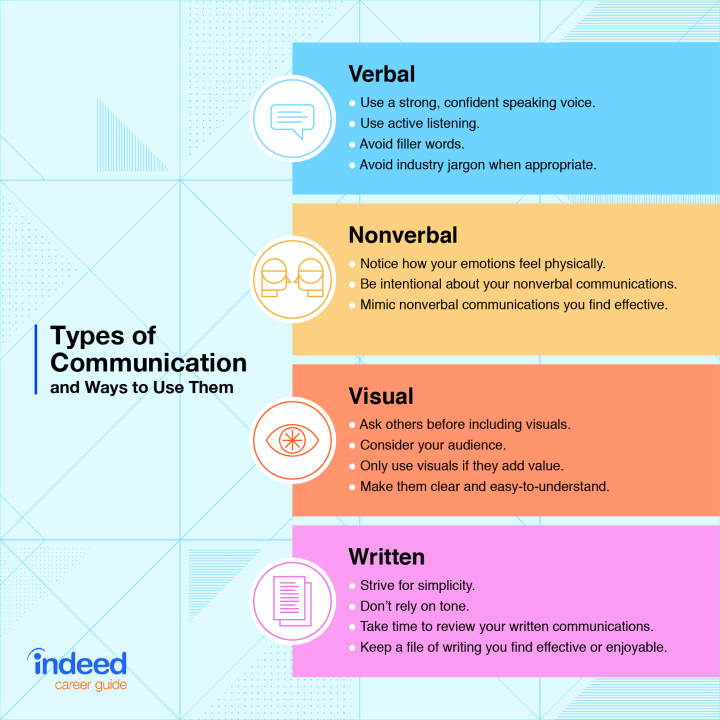 Verbal
● Use a strong, confident speaking voice.
● Use active listening.
● Avoid filler words.
● Avoid industry jargon when appropriate.
Nonverbal
● Notice how your emotions feel physically.
● Be intentional about your nonverbal communications.
● Mimic nonverbal communications you find effective.
Types of
Communication
and Ways to Use Them
Visual
● Ask others before including visuals.
● Consider your audience.
● Only use visuals if they add value.
● Make them clear and easy-to-understand.
Written
● Strive for simplicity.
● Don’t rely on tone.
● Take time to review your written communications.
● Keep a file of writing you find effective or enjoyable.
indeed
career guide